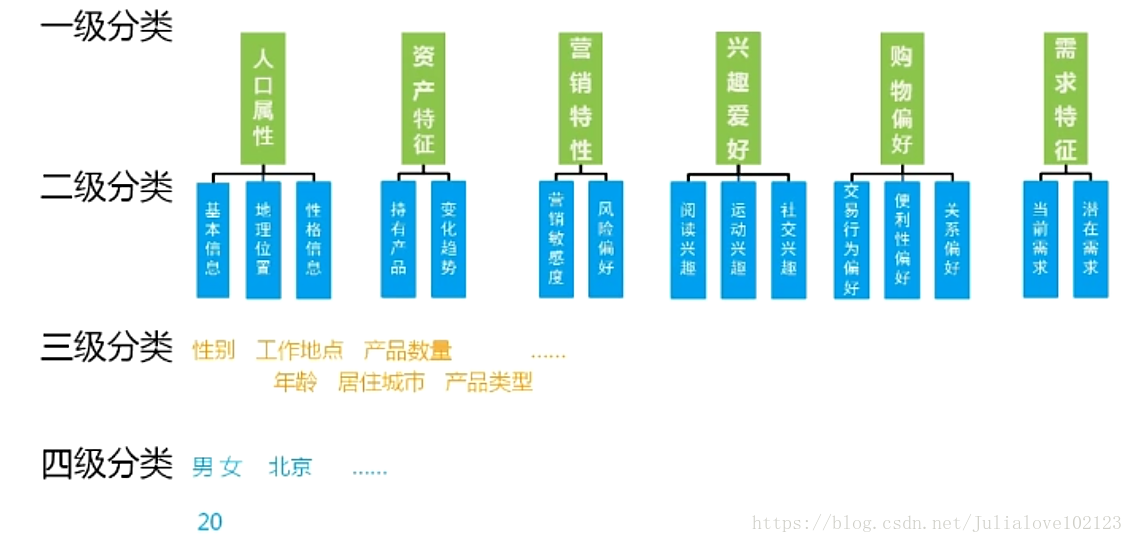 一级分类
人口属性
资产特征
营销特性
兴趣爱好
购物偏好
需求特征
二级分类
基本信息
地理位置
性格信息
持有产品
变化趋势
营销敏感度
风险偏好
阅读兴趣
运动兴趣
社交兴趣
交易行为偏好
便利性偏好
关系偏好
当前需求
潜在需求
三级分类
性别 工作地点 产品数量 ......
年龄 居住城市 产品类型
四级分类
男 女 北京 ......
20
https://blog.csdn.net/Julialove102123